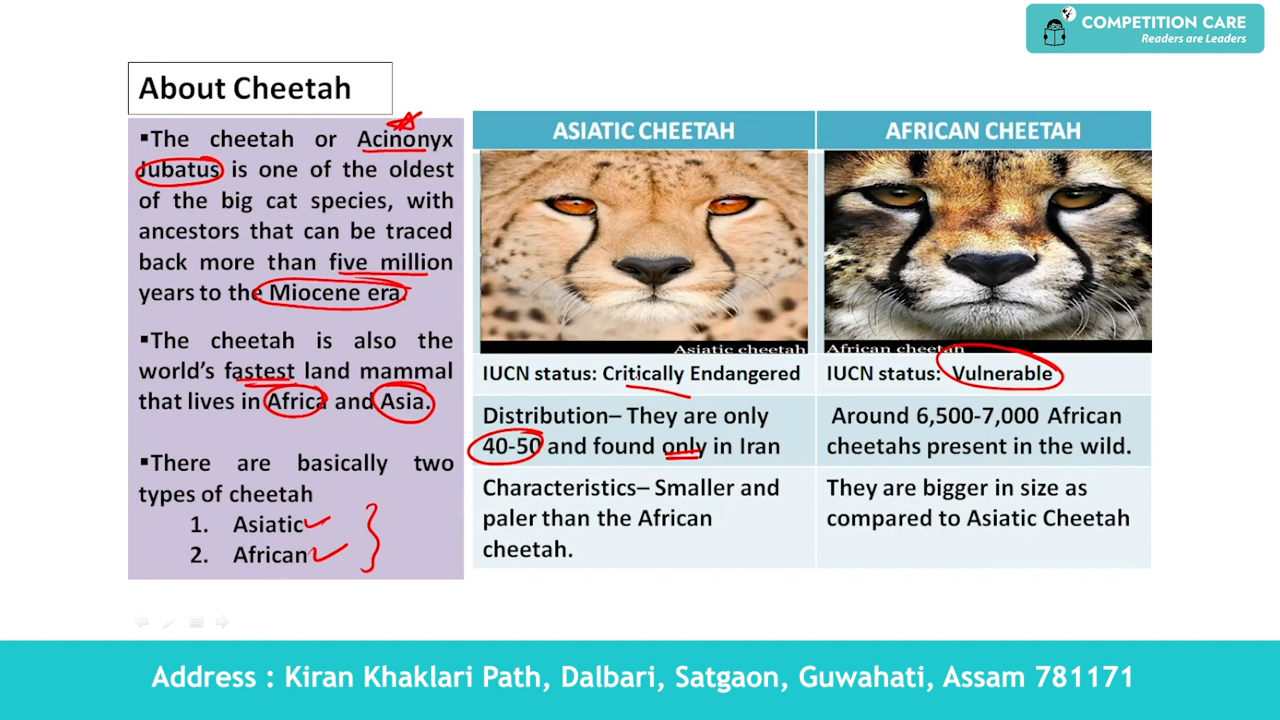 COMPETITION CARE
Readers are Leaders
About Cheetah
▪The cheetah or Acinonyx
Jubatus is one of the oldest
of the big cat species, with
ancestors that can be traced
back more than five million
years to the Miocene era.
▪The cheetah is also the
world's fastest land mammal
that lives in Africa and Asia.
▪There are basically two
types of cheetah
1. Asiatic
2. African
ASIATIC CHEETAH
AFRICAN CHEETAH
Asiatic cheetah
African cheetah
IUCN status: Critically Endangered
IUCN status: Vulnerable
Distribution– They are only
40-50 and found only in Iran
Around 6,500-7,000 African
cheetahs present in the wild.
Characteristics– Smaller and
paler than the African
cheetah.
They are bigger in size as
compared to Asiatic Cheetah
Address : Kiran Khaklari Path, Dalbari, Satgaon, Guwahati, Assam 781171